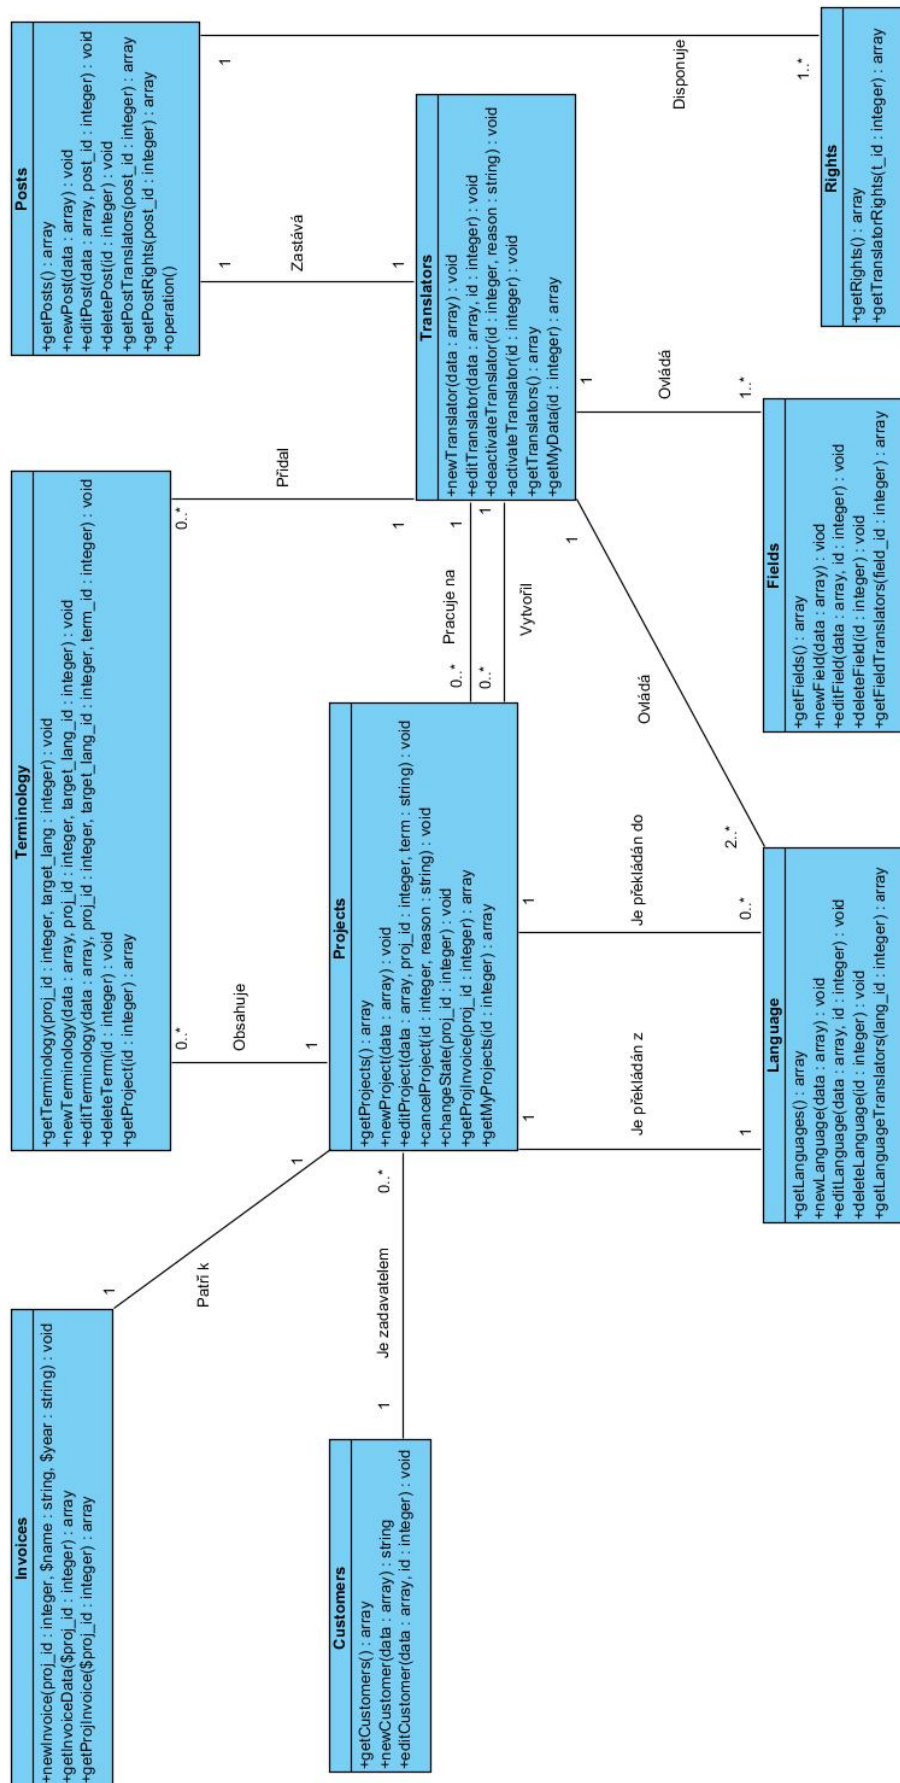 Invoices
+newInvoice(proj_id : integer, $name : string, $year : string) : void
+getInvoiceData($proj_id : integer) : array
+getProjInvoice($proj_id : integer) : array
Terminology
+getTerminology(proj_id : integer, target_lang : integer) : void
+newTerminology(data : array, proj_id : integer, target_lang_id : integer) : void
+editTerminology(data : array, proj_id : integer, target_lang_id : integer, term_id : integer) : void
+deleteTerm(id : integer) : void
+getProject(id : integer) : array
Posts
+getPosts() : array
+newPost(data : array) : void
+editPost(data : array, post_id : integer) : void
+deletePost(id : integer) : void
+getPostTranslators(post_id : integer) : array
+getPostRights(post_id : integer) : array
+operation()
1
Patří k
1
0..*
Obsahuje
1
0..*
Přidal
1
1
Zastává
1
1
Disponuje
1..*
Customers
+getCustomers() : array
+newCustomer(data : array) : string
+editCustomer(data : array, id : integer) : void
1
Je zadavatelem
0..*
Projects
+getProjects() : array
+newProject(data : array) : void
+editProject(data : array, proj_id : integer, term : string) : void
+cancelProject(id : integer, reason : string) : void
+changeState(proj_id : integer) : void
+getProjInvoice(proj_id : integer) : array
+getMyProjects(id : integer) : array
0..*
Pracuje na
1
0..*
Vytvořil
1
Translators
+newTranslator(data : array) : void
+editTranslator(data : array, id : integer) : void
+deactivateTranslator(id : integer, reason : string) : void
+activateTranslator(id : integer) : void
+getTranslators() : array
+getMyData(id : integer) : array
1
Je překládán z
1
1
Je překládán do
0..*
1
Ovládá
2..*
1
Ovládá
1..*
Language
+getLanguages() : array
+newLanguage(data : array) : void
+editLanguage(data : array, id : integer) : void
+deleteLanguage(id : integer) : void
+getLanguageTranslators(lang_id : integer) : array
Fields
+getFields() : array
+newField(data : array) : viod
+editField(data : array, id : integer) : void
+deleteField(id : integer) : void
+getFieldTranslators(field_id : integer) : array
Rights
+getRights() : array
+getTranslatorRights(t_id : integer) : array